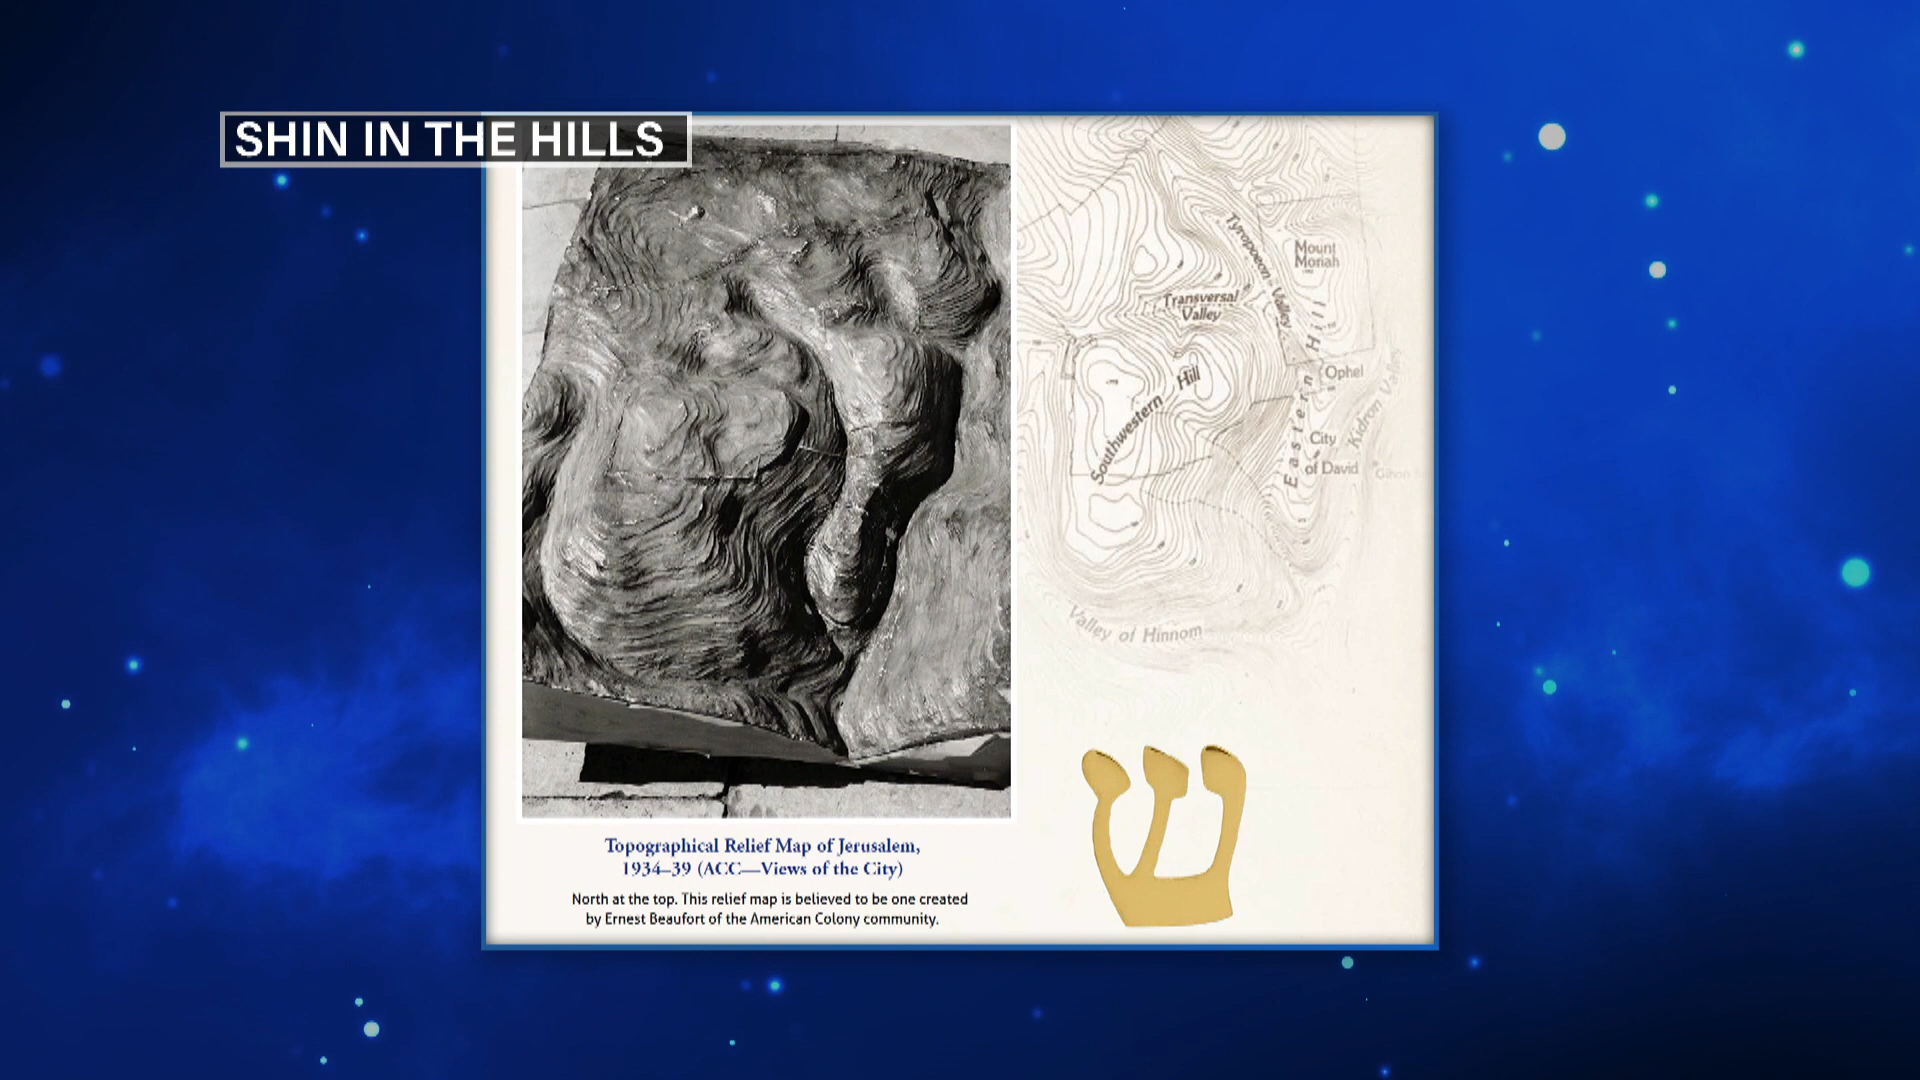 SHIN IN THE HILLS
Tyropoeon Valley
Mount
Moriah
Transversal
Valley
Southwestern Hill
Eastern Hill
Ophel
Kidron Valley
City
of David
Gihon
Valley of Hinnom
ש
Topographical Relief Map of Jerusalem,
1934–39 (ACC—Views of the City)
North at the top. This relief map is believed to be one created
by Ernest Beaufort of the American Colony community.